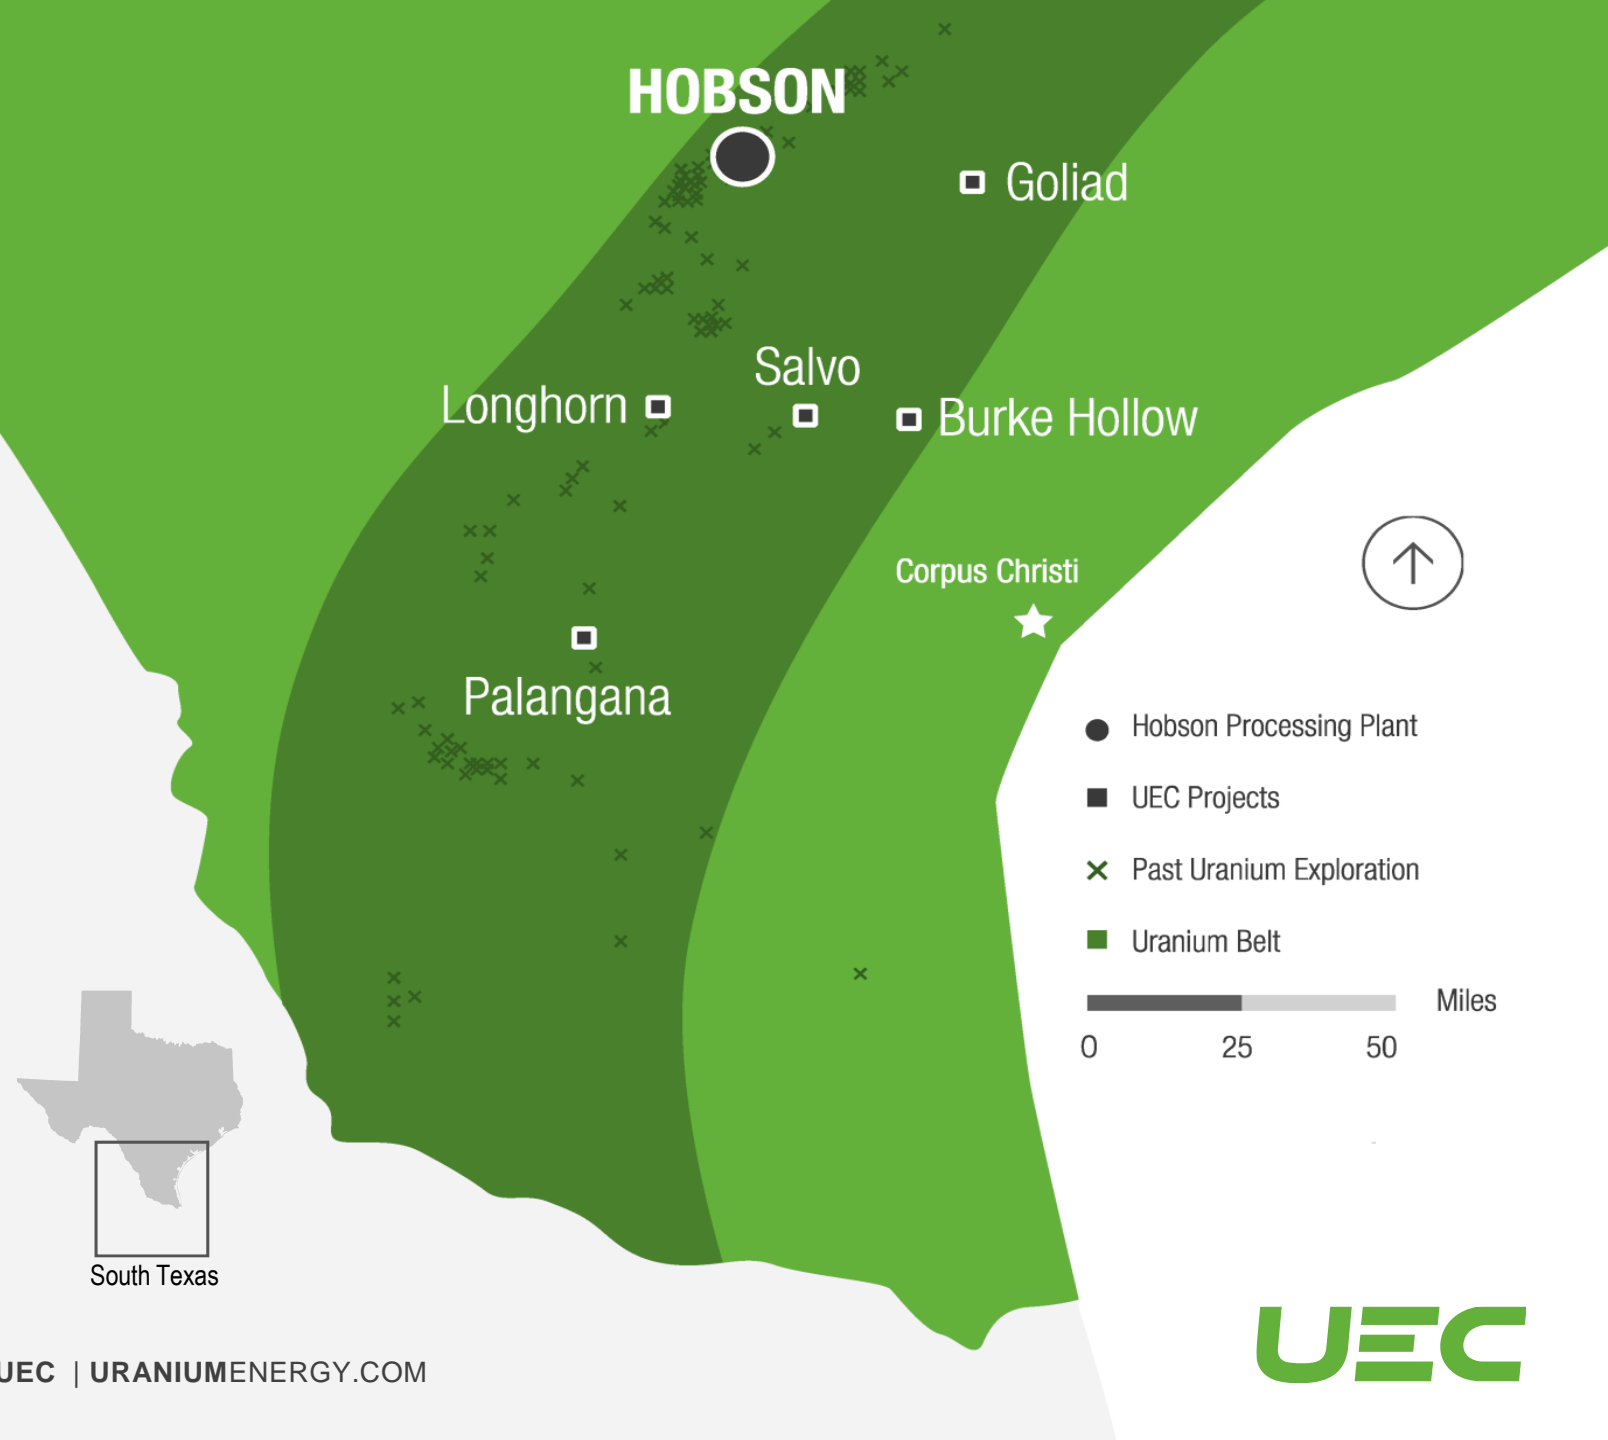 HOBSON
Goliad
Salvo
Longhorn
Burke Hollow
Corpus Christi
Palangana
Hobson Processing Plant
UEC Projects
Past Uranium Exploration
Uranium Belt
Miles
0 25 50
South Texas
UEC | URANIUMENERGY.COM
UEC